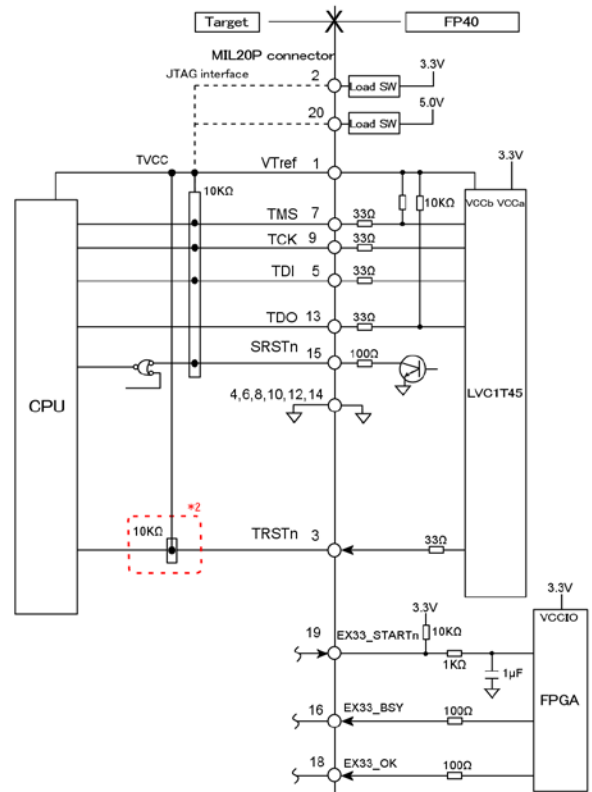 Target
FP40
MIL20P connector
JTAG interface
2
Load SW
3.3V
20
Load SW
5.0V
TVCC
VTref 1
3.3V
10KΩ
10KΩ
VCCb VCCa
TMS 7
33Ω
TCK 9
33Ω
TDI 5
33Ω
TDO 13
33Ω
SRSTn
15
100Ω
4,6,8,10,12,14
CPU
LVC1T45
*2
10KΩ
TRSTn 3
33Ω
3.3V
3.3V
VCCIO
19
EX33_STARTn
10KΩ
1KΩ
1μF
FPGA
16
EX33_BSY
100Ω
18
EX33_OK
100Ω